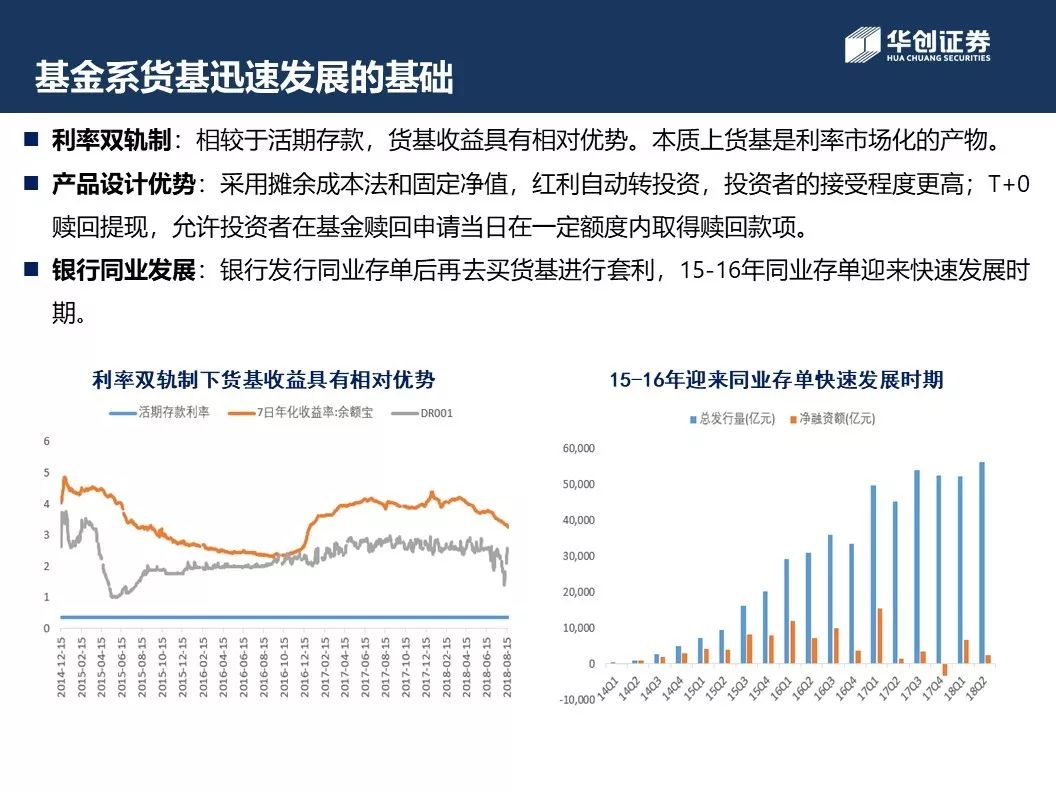 华创证券
HUA CHUANG SECURITIES
基金系货基迅速发展的基础
■ 利率双轨制：相较于活期存款，货基收益具有相对优势。本质上货基是利率市场化的产物。
■ 产品设计优势：采用摊余成本法和固定净值，红利自动转投资，投资者的接受程度更高；T+0
赎回提现，允许投资者在基金赎回申请当日在一定额度内取得赎回款项。
■ 银行同业发展：银行发行同业存单后再去买货基进行套利，15-16年同业存单迎来快速发展时
期。
利率双轨制下货基收益具有相对优势
活期存款利率 7日年化收益率:余额宝 DR001
6
5
4
3
2
1
0
2014-12-15 2015-02-15 2015-04-15 2015-06-15 2015-08-15 2015-10-15 2015-12-15 2016-02-15 2016-04-15 2016-06-15 2016-08-15 2016-10-15 2016-12-15 2017-02-15 2017-04-15 2017-06-15 2017-08-15 2017-10-15 2017-12-15 2018-02-15 2018-04-15 2018-06-15 2018-08-15
15-16年迎来同业存单快速发展时期
总发行量(亿元) 净融资额(亿元)
60,000
50,000
40,000
30,000
20,000
10,000
0
-10,000
14Q1 14Q2 14Q3 14Q4 15Q1 15Q2 15Q3 15Q4 16Q1 16Q2 16Q3 16Q4 17Q1 17Q2 17Q3 17Q4 18Q1 18Q2